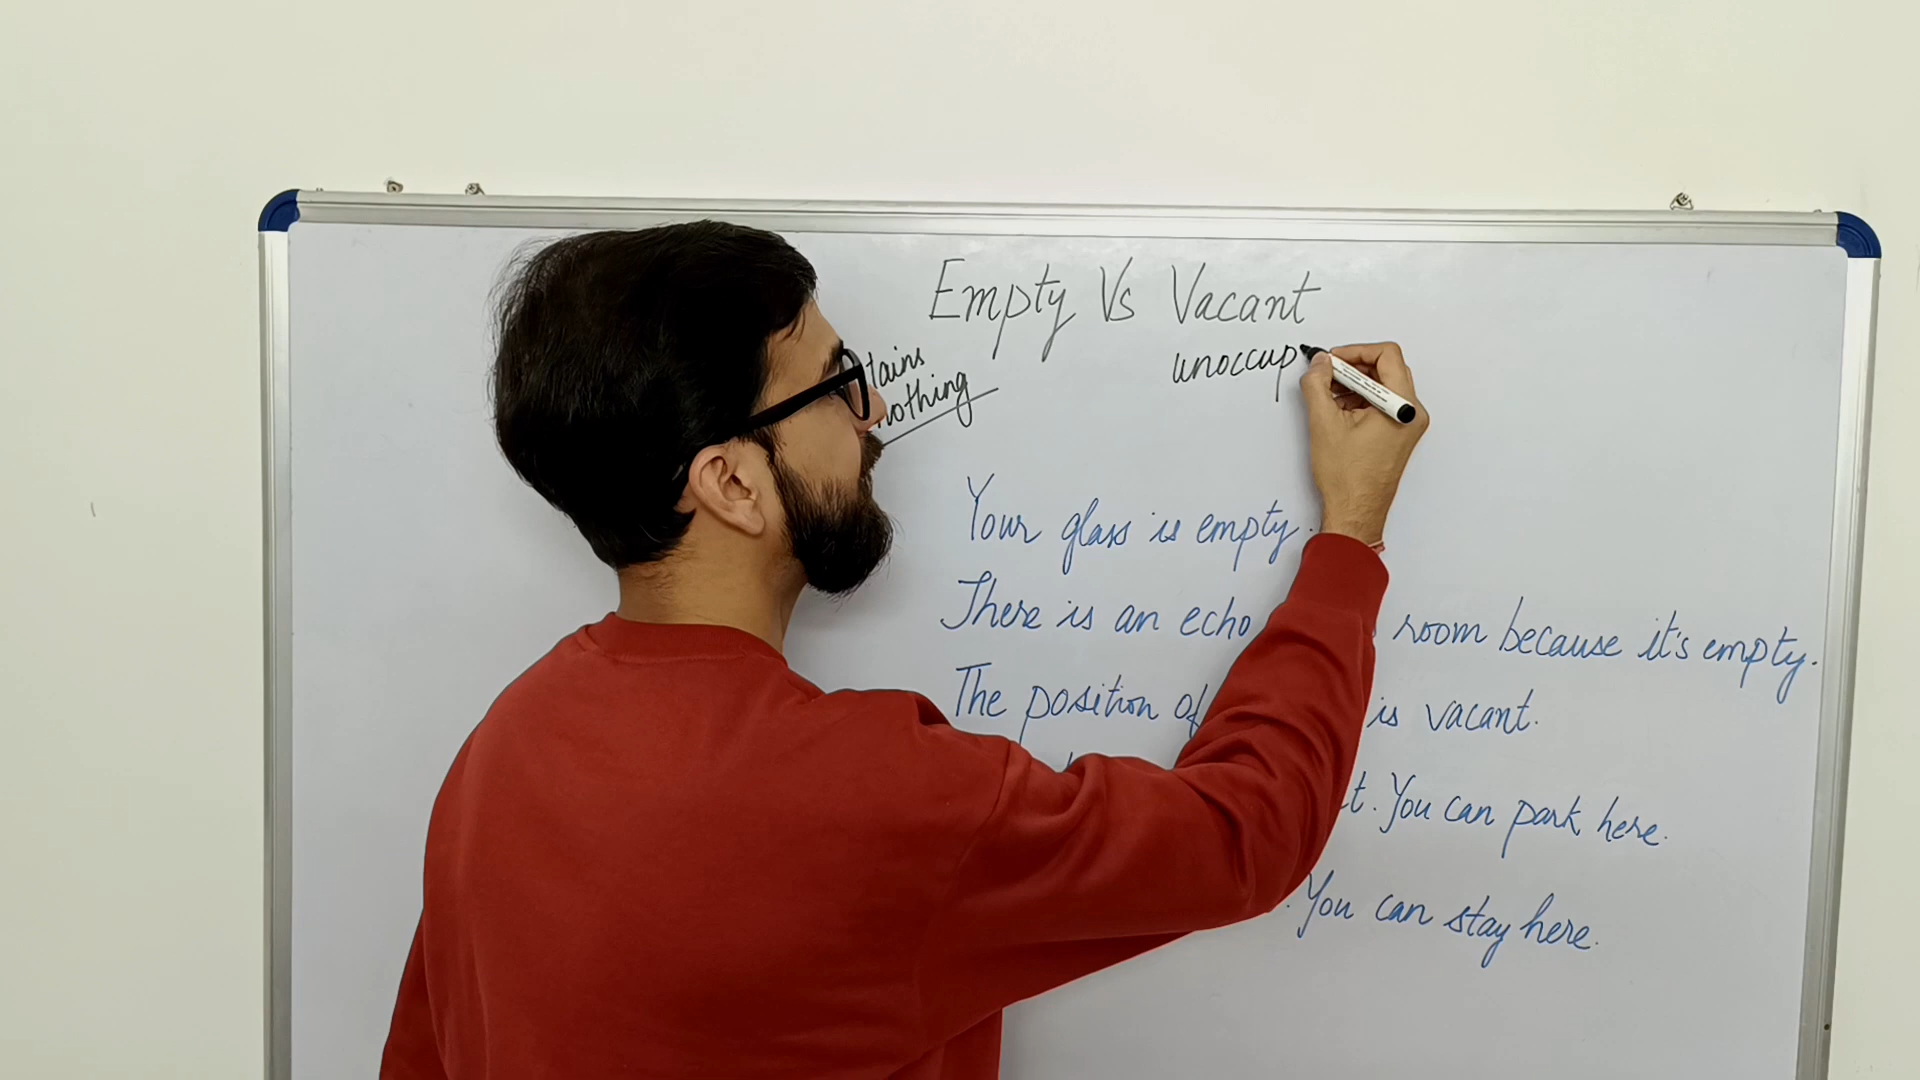 Empty Vs Vacant
tains
nothing
unoccup
Your glass is empty.
There is an echo room because it's empty.
The position of is vacant.
t. You can park here.
You can stay here.